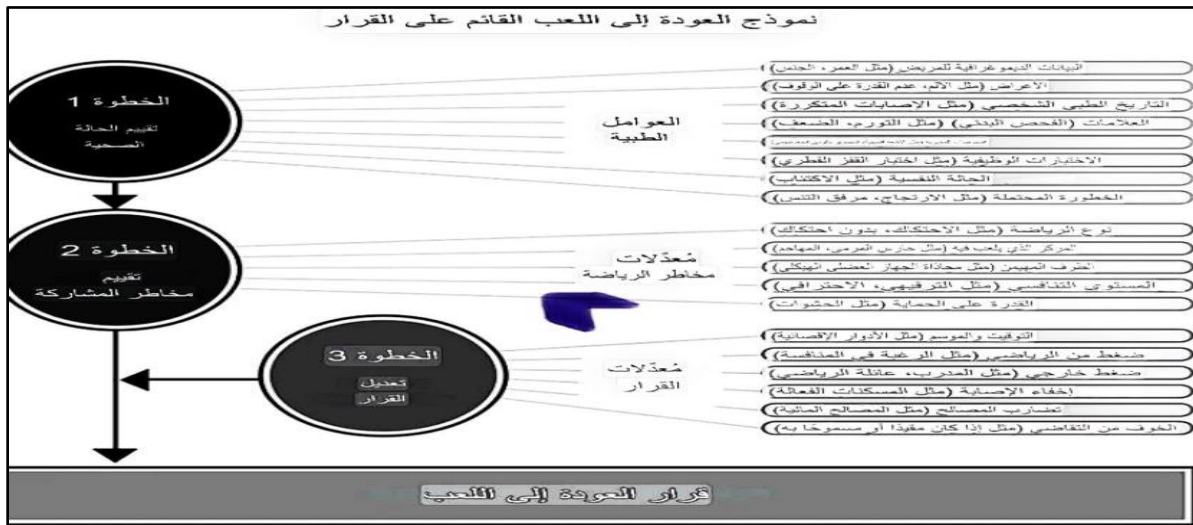 نموذج العودة إلى اللعب القائم على القرار
الخطوة 1
تقييم الحالة
الصحية
العوامل
الطبية
البيانات الديموغرافية للمريض (مثل العمر، الجنس)
الأعراض (مثل الألم، عدم القدرة على الوقوف)
التاريخ الطبي الشخصي (مثل الإصابات المتكررة)
العلامات (الفحص البدني) (مثل التورم، الضعف)
الاختبارات الوظيفية (مثل اختبار القفز القطري)
الحالة النفسية (مثل الاكتئاب)
الخطورة المحتملة (مثل الارتجاج، مرفق التنس)
الخطوة 2
تقييم
مخاطر المشاركة
مُعدّلات
مخاطر الرياضة
نوع الرياضة (مثل الاحتكاك، بدون احتكاك)
المركز الذي يلعب فيه (مثل حارس المرمى، المهاجم)
الطرف المهيمن (مثل محاذاة الجهاز العضلي الهيكلي)
المستوى التنافسي (مثل الترفيهي، الاحترافي)
القدرة على الحماية (مثل الحشوات)
الخطوة 3
تعديل
القرار
مُعدّلات
القرار
التوقيت والموسم (مثل الأدوار الإقصائية)
ضغط من الرياضي (مثل الرغبة في المنافسة)
ضغط خارجي (مثل المدرب، عائلة الرياضي)
إخفاء الإصابة (مثل المسكنات الفعالة)
تضارب المصالح (مثل المصالح المالية)
الخوف من التقاضي (مثل إذا كان مقيدًا أو مسموحًا به)
قرار العودة إلى اللعب